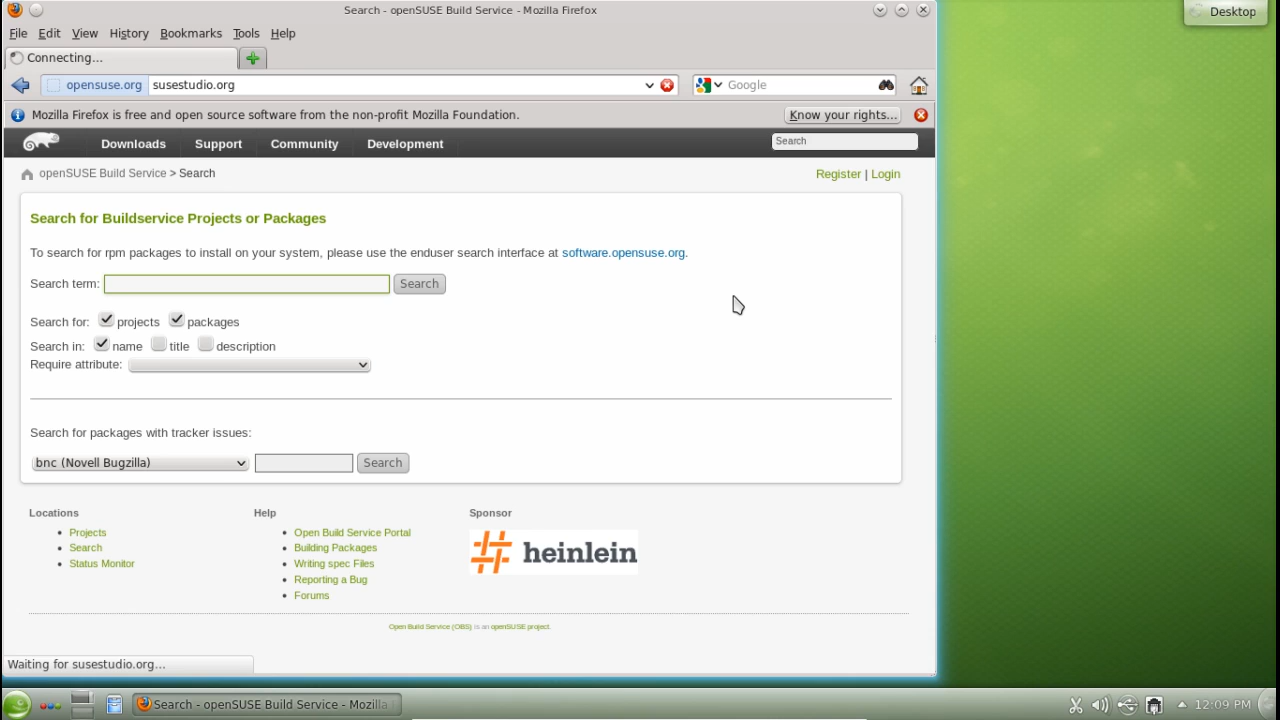 Search - openSUSE Build Service - Mozilla Firefox
Desktop
File Edit View History Bookmarks Tools Help
Connecting...
opensuse.org susestudio.org Google
Mozilla Firefox is free and open source software from the non-profit Mozilla Foundation. Know your rights...
Downloads Support Community Development Search
openSUSE Build Service > Search Register | Login
Search for Buildservice Projects or Packages
To search for rpm packages to install on your system, please use the enduser search interface at software.opensuse.org.
Search term: Search
Search for: projects packages
Search in: name title description
Require attribute:
Search for packages with tracker issues:
bnc (Novell Bugzilla) Search
Locations Help Sponsor
Projects Open Build Service Portal
Search Building Packages
Status Monitor Writing spec Files
Reporting a Bug
Forums
heinlein
Open Build Service (OBS) is an openSUSE project.
Waiting for susestudio.org...
Search - openSUSE Build Service - Mozilla 12:09 PM